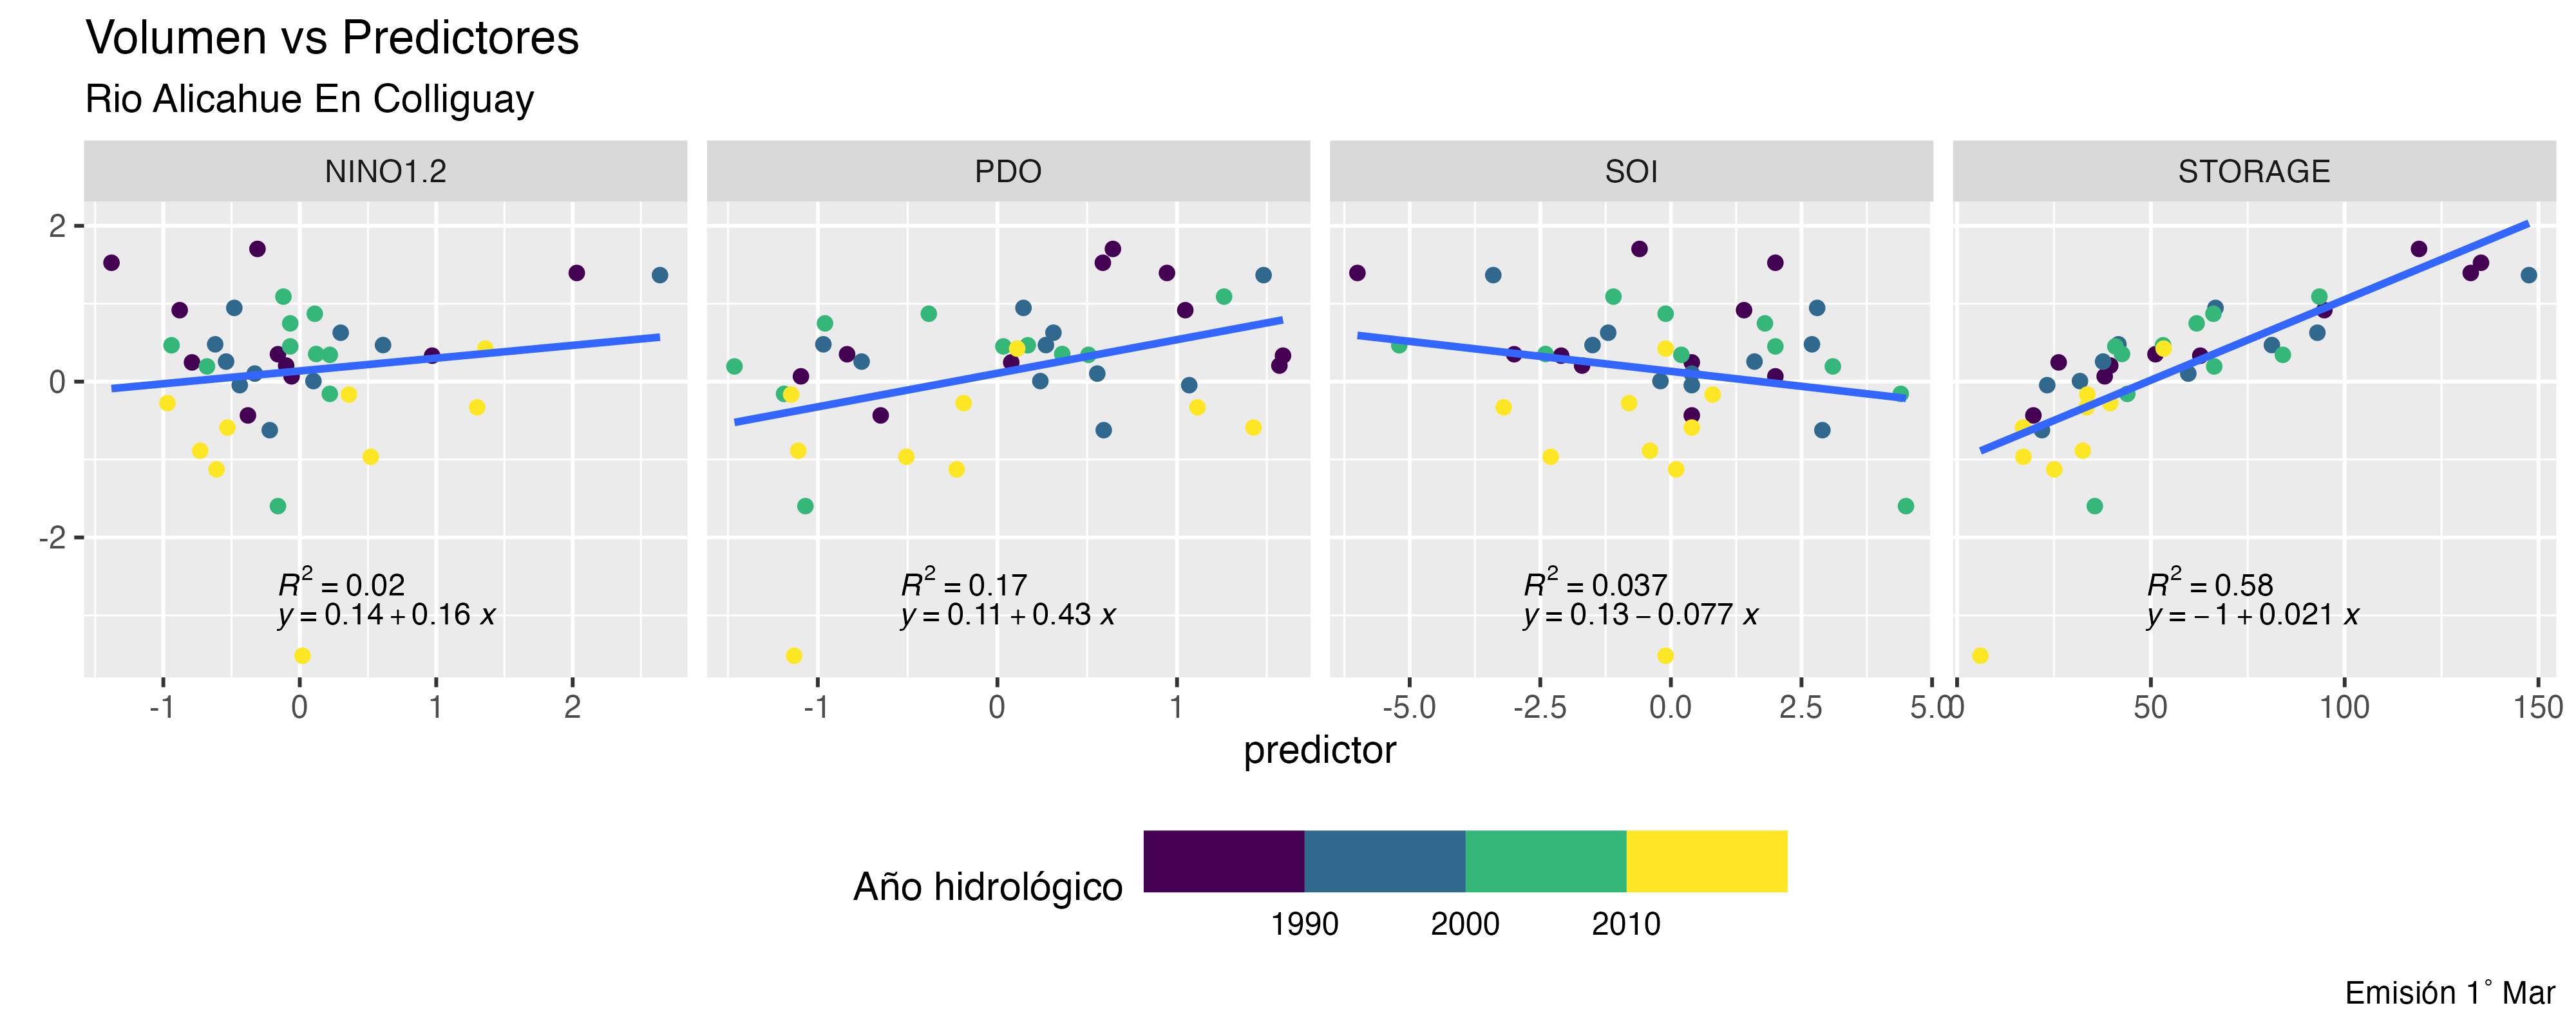 Volumen vs Predictores
Rio Alicahue En Colliguay
NINO1.2 PDO SOI STORAGE
2
0
-2
R² = 0.02 R² = 0.17 R² = 0.037 R² = 0.58
y = 0.14 + 0.16 x y = 0.11 + 0.43 x y = 0.13 − 0.077 x y = −1 + 0.021 x
-1 0 1 2 -1 0 1 -5.0 -2.5 0.0 2.5 5.0 0 50 100 150
predictor
Año hidrológico
1990 2000 2010
Emisión 1° Mar